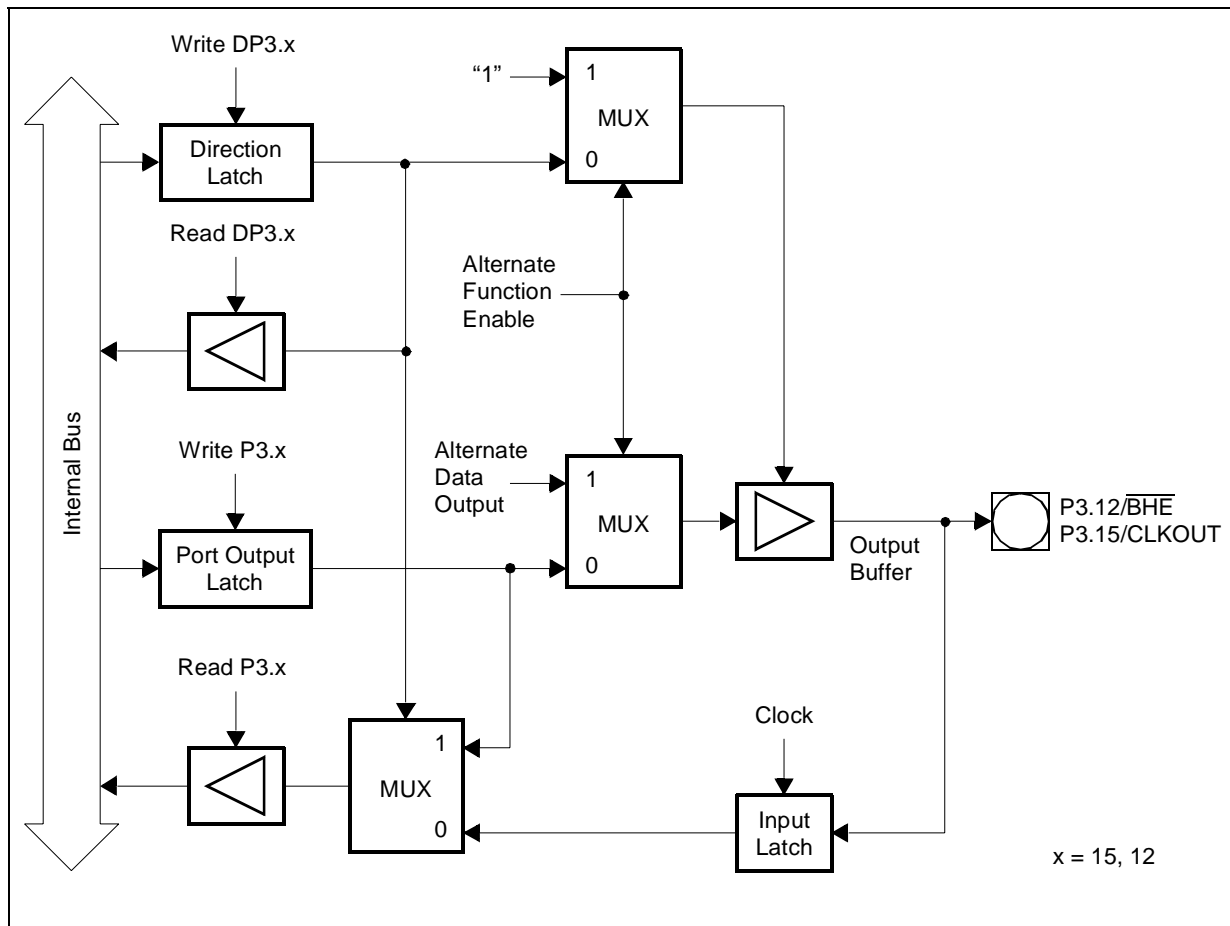 Write DP3.x
“1”
1
MUX
0
Direction
Latch
Read DP3.x
Alternate
Function
Enable
Internal Bus
Write P3.x
Alternate
Data
Output
1
MUX
0
Port Output
Latch
Output
Buffer
P3.12/B̅H̅E̅
P3.15/CLKOUT
Read P3.x
1
MUX
0
Clock
Input
Latch
x = 15, 12